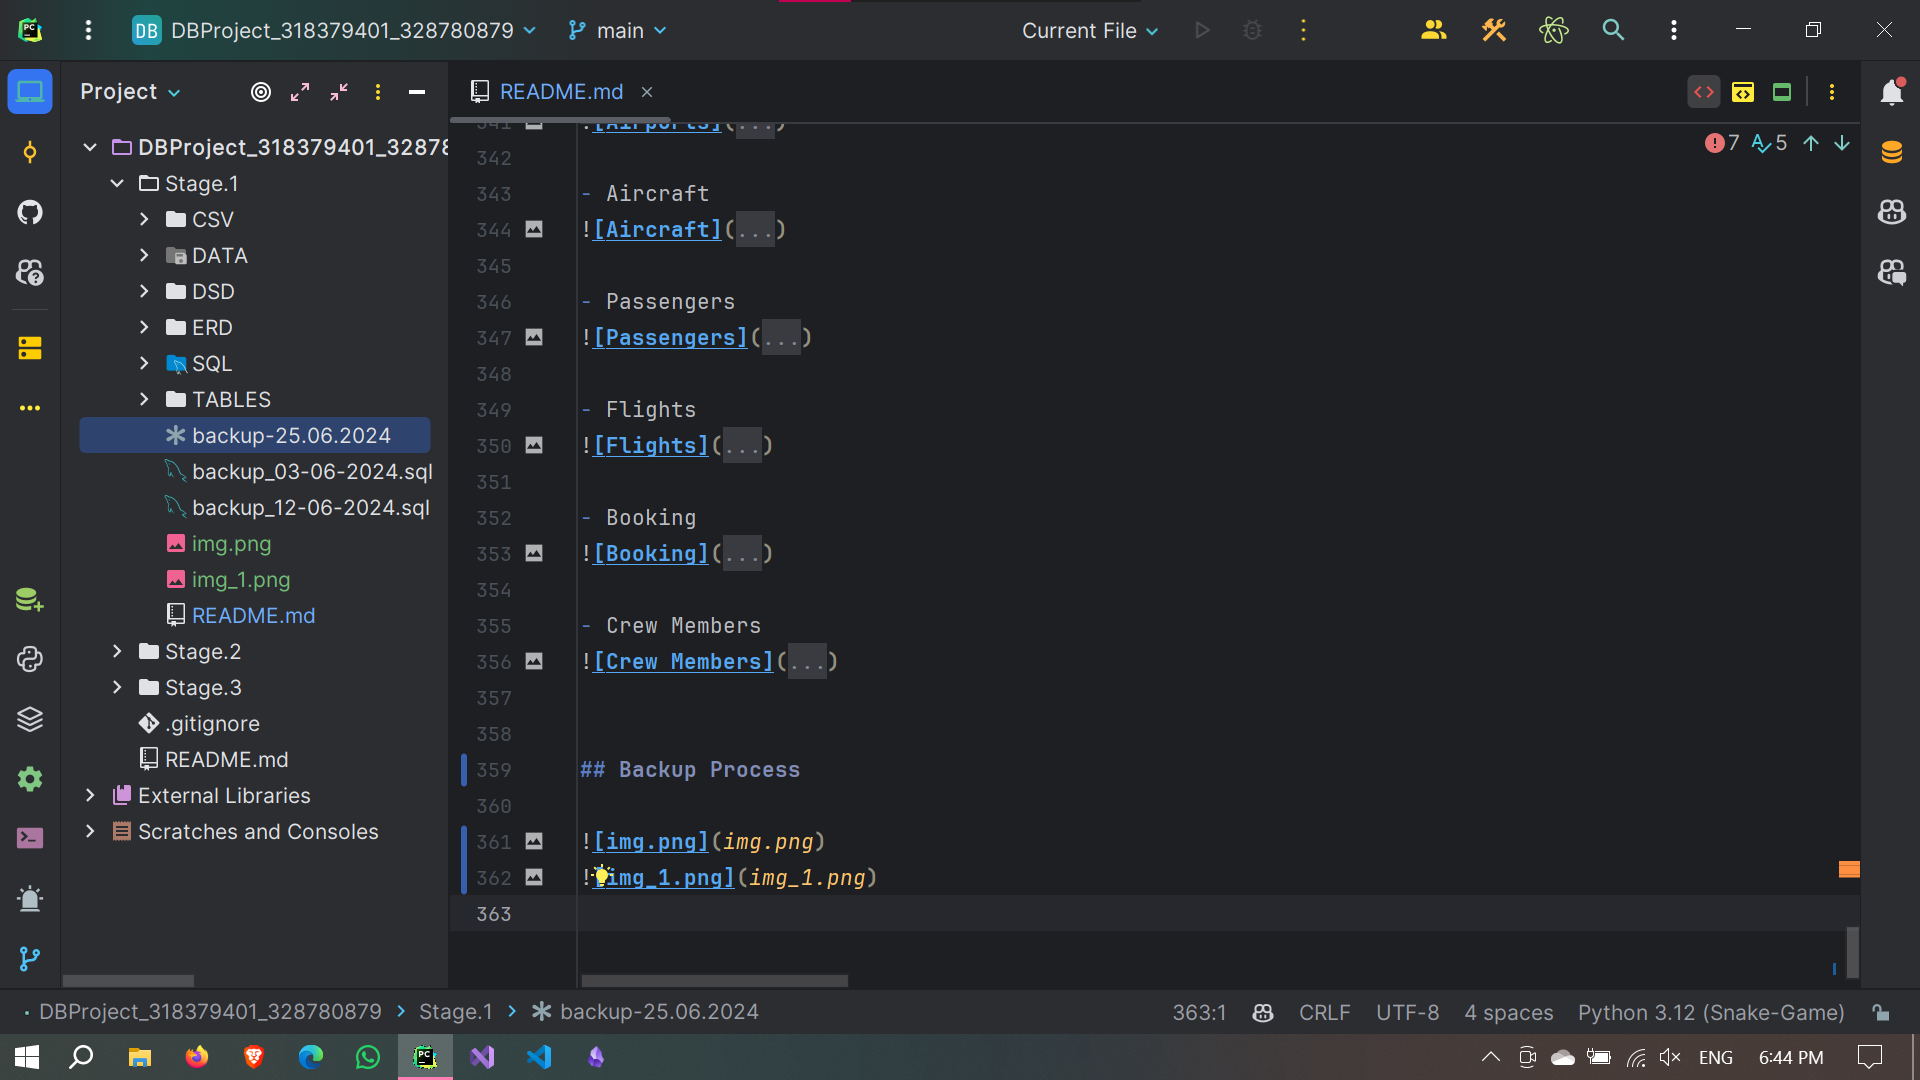 DB DBProject_318379401_328780879 main Current File
Project
README.md
DBProject_318379401_3287
Stage.1
CSV
DATA
DSD
ERD
SQL
TABLES
backup-25.06.2024
backup_03-06-2024.sql
backup_12-06-2024.sql
img.png
img_1.png
README.md
Stage.2
Stage.3
.gitignore
README.md
External Libraries
Scratches and Consoles
7 5
341 ![Airports](...)
342
343 - Aircraft
344 ![Aircraft](...)
345
346 - Passengers
347 ![Passengers](...)
348
349 - Flights
350 ![Flights](...)
351
352 - Booking
353 ![Booking](...)
354
355 - Crew Members
356 ![Crew Members](...)
357
358
359 ## Backup Process
360
361 ![img.png](img.png)
362 ![img_1.png](img_1.png)
363
DBProject_318379401_328780879 > Stage.1 > backup-25.06.2024
363:1 CRLF UTF-8 4 spaces Python 3.12 (Snake-Game)
PC ENG 6:44 PM